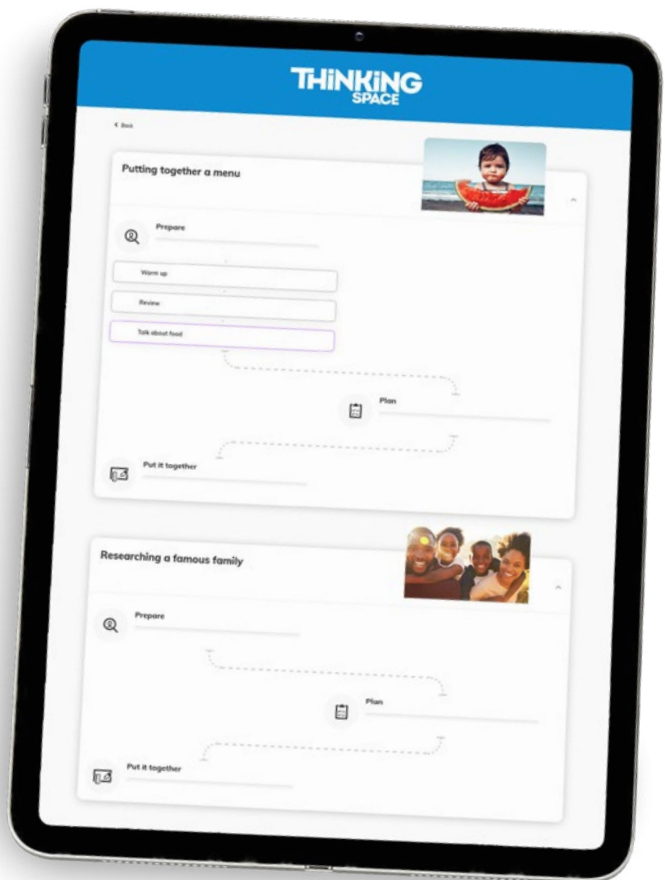 THiNKiNG
SPACE
Back
Putting together a menu
Prepare
Warm up
Review
Talk about food
Plan
Put it together
Researching a famous family
Prepare
Plan
Put it together